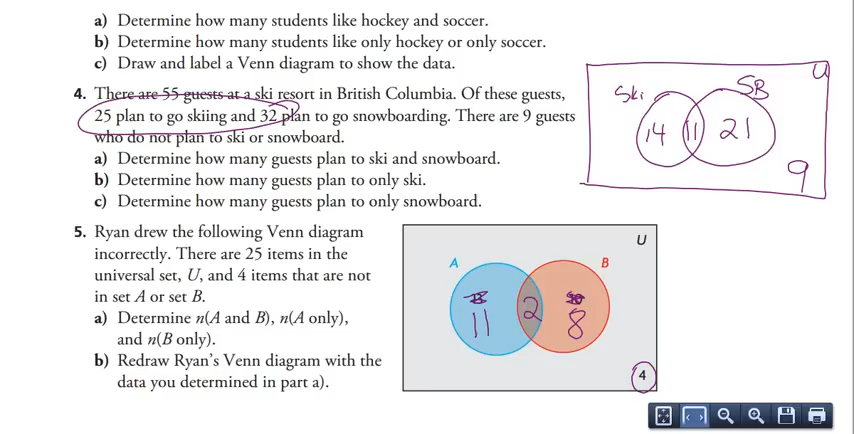 a) Determine how many students like hockey and soccer.
b) Determine how many students like only hockey or only soccer.
c) Draw and label a Venn diagram to show the data.
4. There are 55 guests at a ski resort in British Columbia. Of these guests,
25 plan to go skiing and 32 plan to go snowboarding. There are 9 guests
who do not plan to ski or snowboard.
a) Determine how many guests plan to ski and snowboard.
b) Determine how many guests plan to only ski.
c) Determine how many guests plan to only snowboard.
U
Ski SB
14 11 21
9
5. Ryan drew the following Venn diagram
incorrectly. There are 25 items in the
universal set, U, and 4 items that are not
in set A or set B.
a) Determine n(A and B), n(A only),
and n(B only).
b) Redraw Ryan's Venn diagram with the
data you determined in part a).
U
A B
11 2 8
4